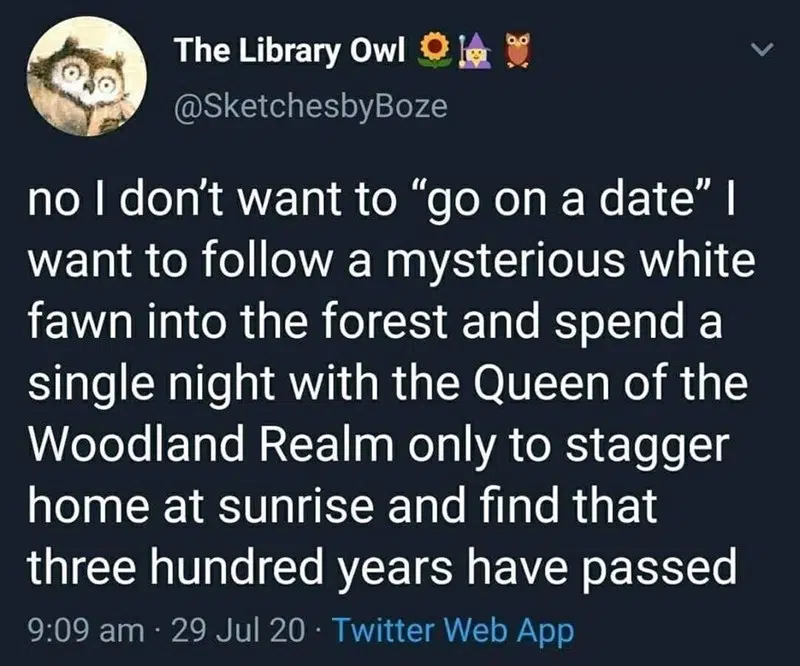 The Library Owl 🌻🧙‍♀️🦉
@SketchesbyBoze
no I don't want to “go on a date” I
want to follow a mysterious white
fawn into the forest and spend a
single night with the Queen of the
Woodland Realm only to stagger
home at sunrise and find that
three hundred years have passed
9:09 am · 29 Jul 20 · Twitter Web App